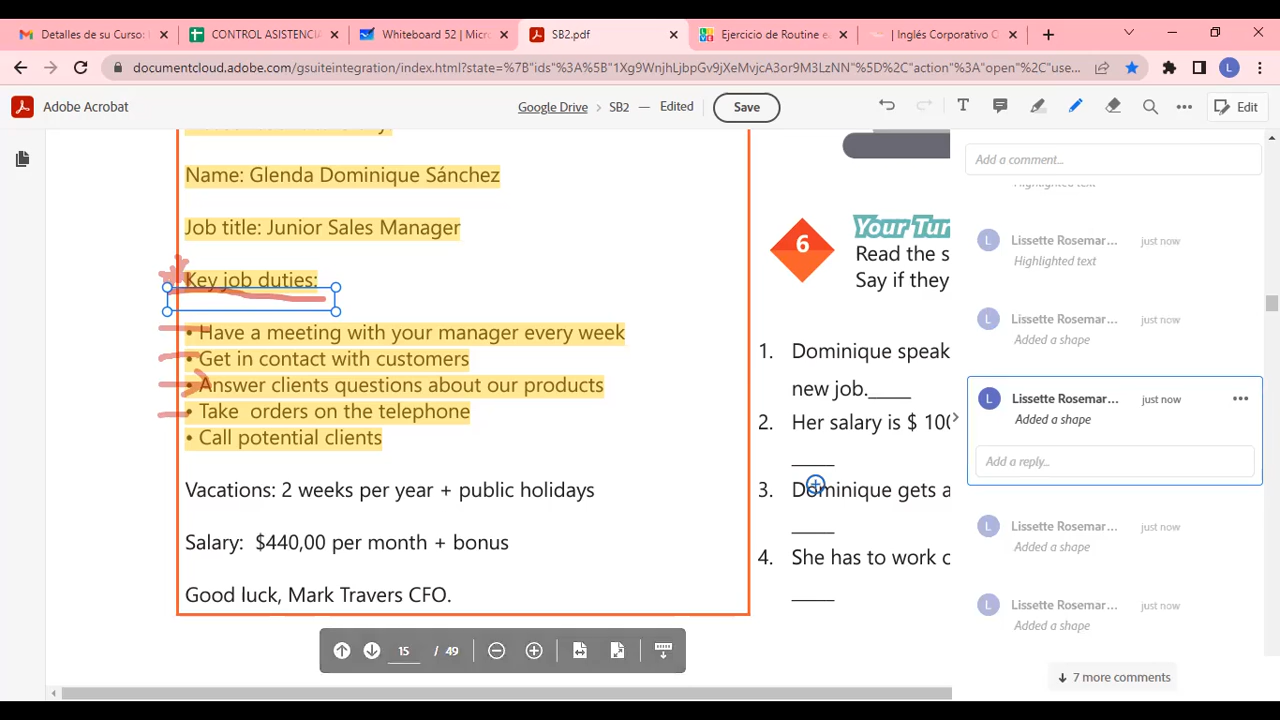 Detalles de su Curso:
CONTROL ASISTENCIA
Whiteboard 52 | Micr
SB2.pdf
Ejercicio de Routine e
| Inglés Corporativo
documentcloud.adobe.com/gsuiteintegration/index.html?state=%7B"ids"%3A%5B"1Xg9WnjhLjbpGv9jXeMvjcA3or9M3LzNN"%5D%2C"action"%3A"open"%2C"use...
L
Adobe Acrobat
Google Drive > SB2 — Edited
Save
T
Edit
Name: Glenda Dominique Sánchez
Job title: Junior Sales Manager
Key job duties:
• Have a meeting with your manager every week
• Get in contact with customers
• Answer clients questions about our products
• Take orders on the telephone
• Call potential clients
Vacations: 2 weeks per year + public holidays
Salary: $440,00 per month + bonus
Good luck, Mark Travers CFO.
6
Your Tur
Read the s
Say if they
1. Dominique speak
new job.____
2. Her salary is $ 100
____
3. Dominique gets a
____
4. She has to work
____
15 / 49
Add a comment...
Highlighted text
L
Lissette Rosemar... just now
Highlighted text
L
Lissette Rosemar... just now
Added a shape
L
Lissette Rosemar... just now
Added a shape
Add a reply...
L
Lissette Rosemar... just now
Added a shape
L
Lissette Rosemar... just now
Added a shape
7 more comments